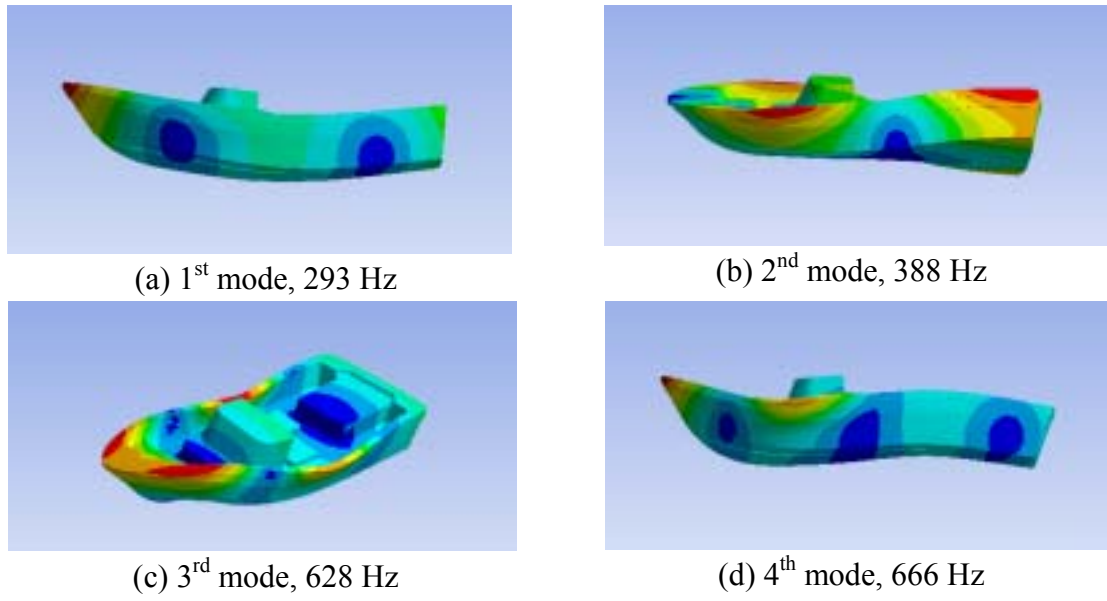 (a) 1st mode, 293 Hz
(b) 2nd mode, 388 Hz
(c) 3rd mode, 628 Hz
(d) 4th mode, 666 Hz